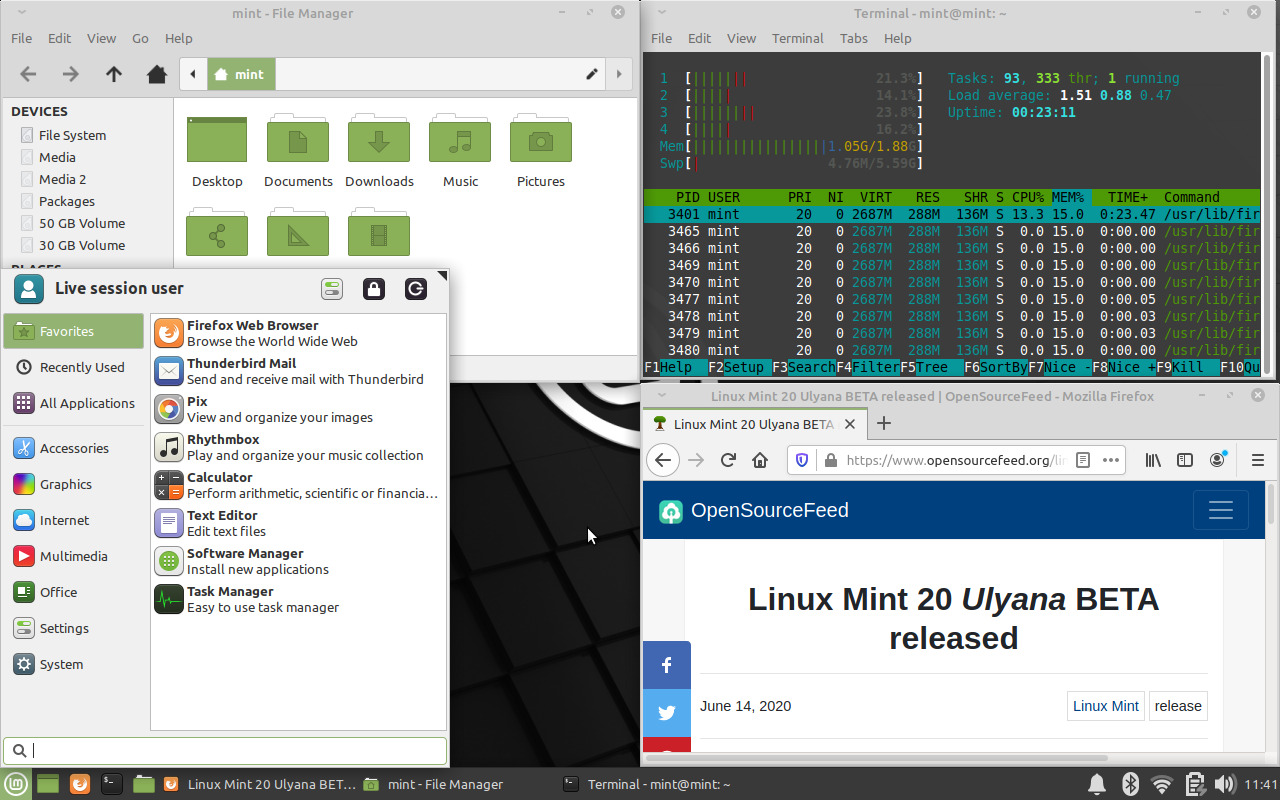 mint - File Manager
File Edit View Go Help
mint
DEVICES
File System
Media
Media 2
Packages
50 GB Volume
30 GB Volume
Desktop
Documents
Downloads
Music
Pictures
Live session user
Favorites
Recently Used
All Applications
Accessories
Graphics
Internet
Multimedia
Office
Settings
System
Firefox Web Browser
Browse the World Wide Web
Thunderbird Mail
Send and receive mail with Thunderbird
Pix
View and organize your images
Rhythmbox
Play and organize your music collection
Calculator
Perform arithmetic, scientific or financia...
Text Editor
Edit text files
Software Manager
Install new applications
Task Manager
Easy to use task manager
Terminal - mint@mint: ~
File Edit View Terminal Tabs Help
1 [||||||| 21.3%] Tasks: 93, 333 thr; 1 running
2 [||||| 14.1%] Load average: 1.51 0.88 0.47
3 [|||||||| 23.8%] Uptime: 00:23:11
4 [||||| 16.2%]
Mem[|||||||||||||||||1.05G/1.88G]
Swp[| 4.76M/5.59G]
PID USER PRI NI VIRT RES SHR S CPU% MEM% TIME+ Command
3401 mint 20 0 2687M 288M 136M S 13.3 15.0 0:23.47 /usr/lib/fir
3465 mint 20 0 2687M 288M 136M S 0.0 15.0 0:00.00 /usr/lib/fir
3466 mint 20 0 2687M 288M 136M S 0.0 15.0 0:00.00 /usr/lib/fir
3469 mint 20 0 2687M 288M 136M S 0.0 15.0 0:00.00 /usr/lib/fir
3470 mint 20 0 2687M 288M 136M S 0.0 15.0 0:00.00 /usr/lib/fir
3477 mint 20 0 2687M 288M 136M S 0.0 15.0 0:00.05 /usr/lib/fir
3478 mint 20 0 2687M 288M 136M S 0.0 15.0 0:00.03 /usr/lib/fir
3479 mint 20 0 2687M 288M 136M S 0.0 15.0 0:00.03 /usr/lib/fir
3480 mint 20 0 2687M 288M 136M S 0.0 15.0 0:00.00 /usr/lib/fir
F1Help F2Setup F3SearchF4FilterF5Tree F6SortByF7Nice -F8Nice +F9Kill F10Qu
Linux Mint 20 Ulyana BETA released | OpenSourceFeed - Mozilla Firefox
Linux Mint 20 Ulyana BETA
https://www.opensourcefeed.org/lin
OpenSourceFeed
Linux Mint 20 Ulyana BETA
released
June 14, 2020
Linux Mint release
Linux Mint 20 Ulyana BET... mint - File Manager Terminal - mint@mint: ~ 11:41